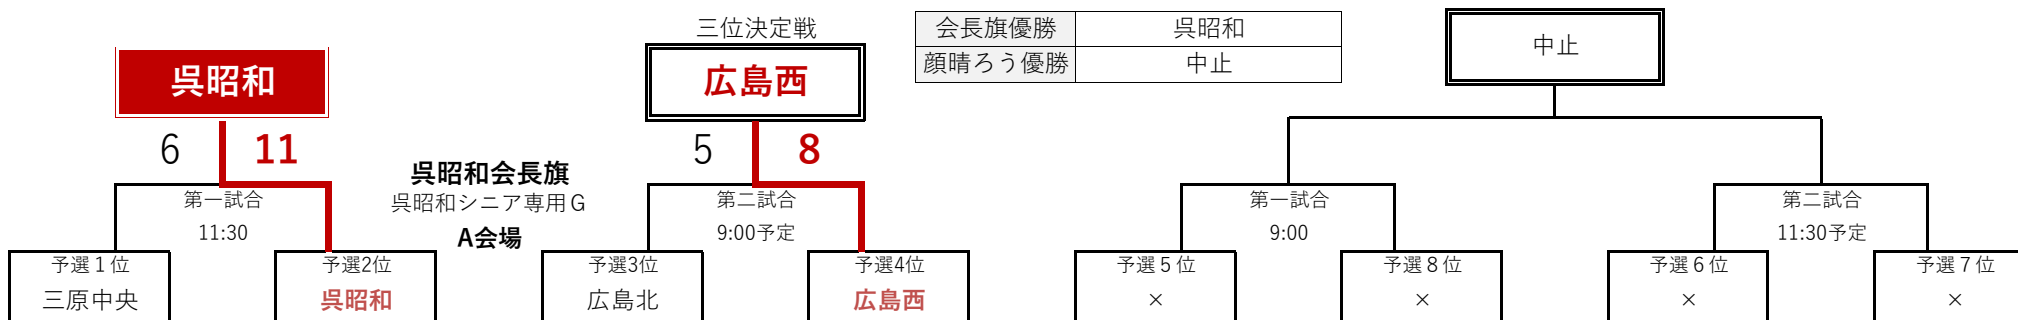 三位決定戦
会長旗優勝 呉昭和
顔晴ろう優勝 中止
中止
呉昭和
広島西
6 11
5 8
呉昭和会長旗
呉昭和シニア専用G
A会場
第一試合
11:30
第二試合
9:00予定
第一試合
9:00
第二試合
11:30予定
予選1位
三原中央
予選2位
呉昭和
予選3位
広島北
予選4位
広島西
予選5位
×
予選8位
×
予選6位
×
予選7位
×